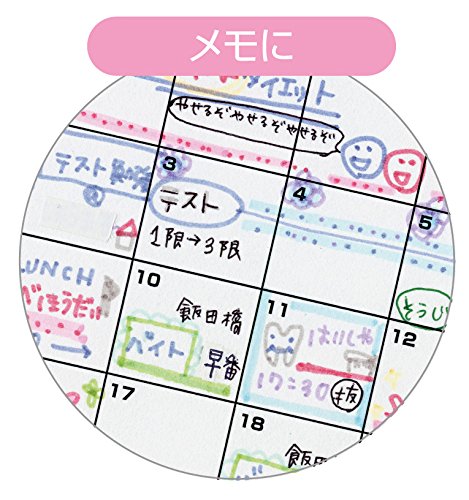 メモに
イエット
やせるぞやせるぞやせるぞ
テスト勉強
3
テスト
1限→3限
4
5
そうじ
LUNCH
べほうだい
10
飯田橋
バイト
早番
11
はいしゃ
17:30
抜
12
17
18
飯田